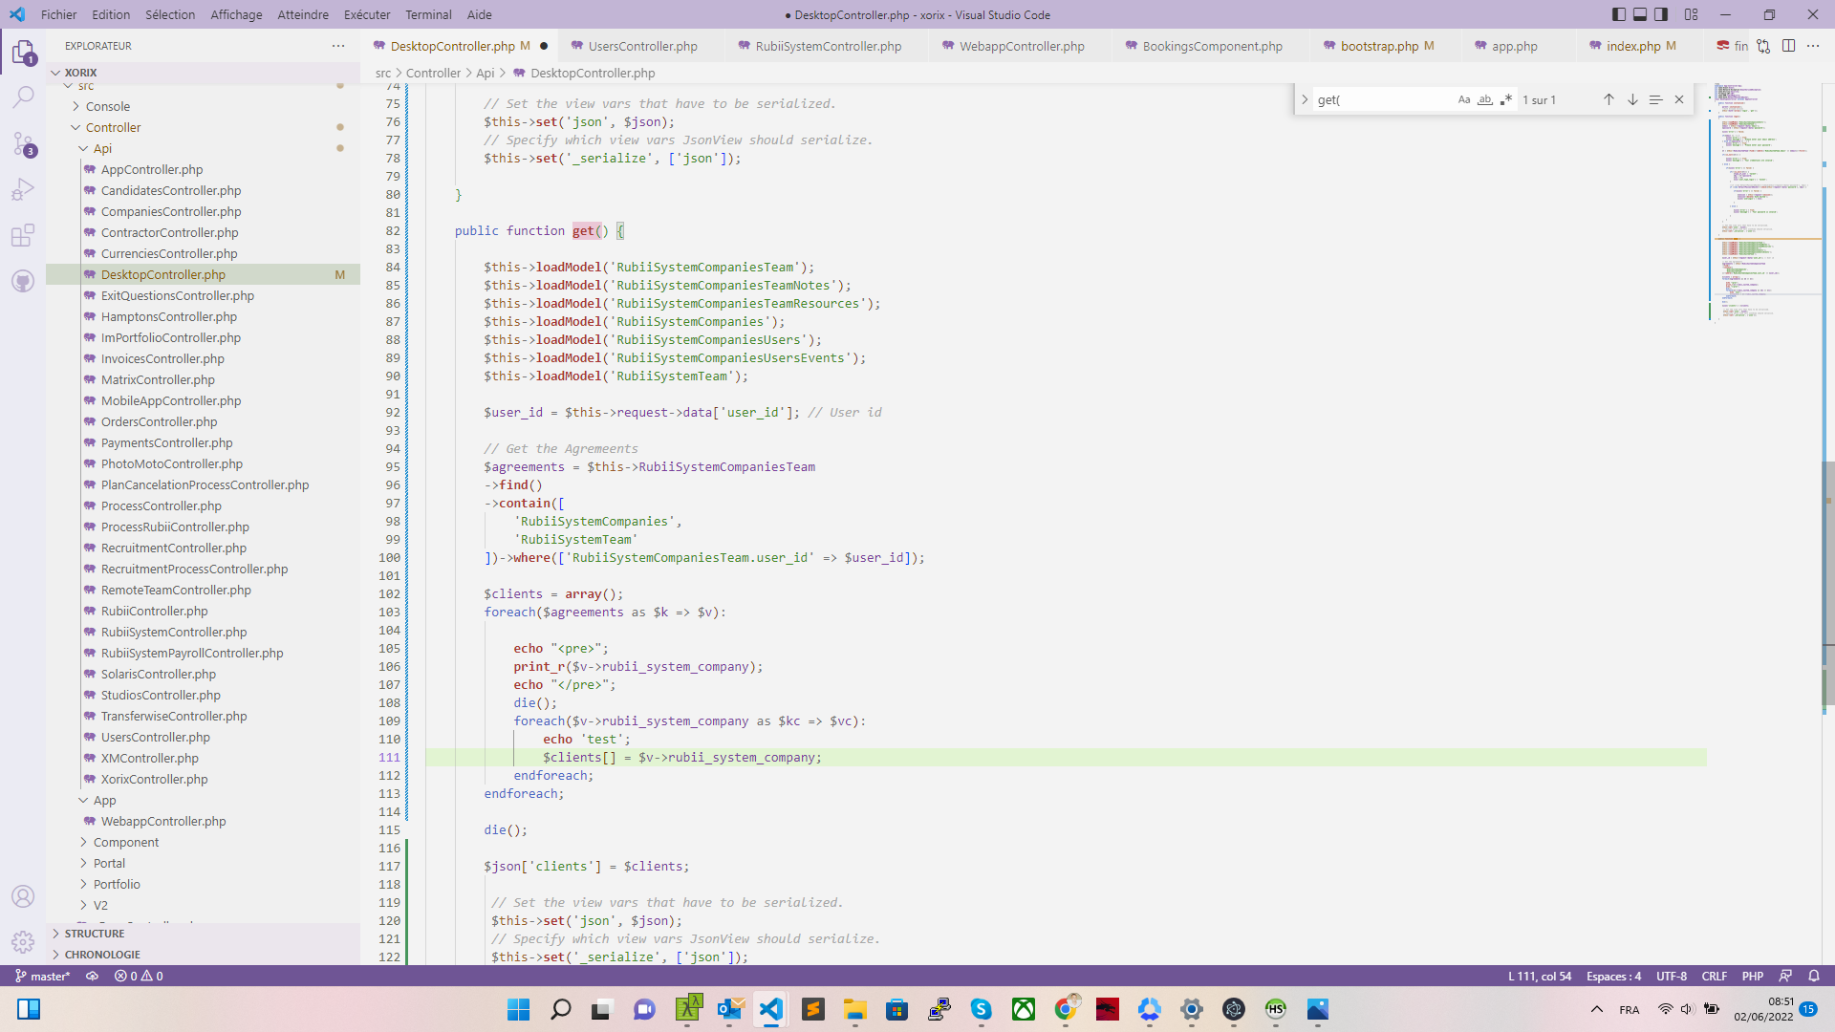 Fichier Edition Sélection Affichage Atteindre Exécuter Terminal Aide
● DesktopController.php - xorix - Visual Studio Code
EXPLORATEUR
DesktopController.php M
UsersController.php
RubiiSystemController.php
WebappController.php
BookingsComponent.php
bootstrap.php M
app.php
index.php M
fin
XORIX
src > Controller > Api > DesktopController.php
get(
1 sur 1
src
Console
Controller
Api
AppController.php
CandidatesController.php
CompaniesController.php
ContractorController.php
CurrenciesController.php
DesktopController.php M
ExitQuestionsController.php
HamptonsController.php
ImPortfolioController.php
InvoicesController.php
MatrixController.php
MobileAppController.php
OrdersController.php
PaymentsController.php
PhotoMotoController.php
PlanCancelationProcessController.php
ProcessController.php
ProcessRubiiController.php
RecruitmentController.php
RecruitmentProcessController.php
RemoteTeamController.php
RubiiController.php
RubiiSystemController.php
RubiiSystemPayrollController.php
SolarisController.php
StudiosController.php
TransferwiseController.php
UsersController.php
XMController.php
XorixController.php
App
WebappController.php
Component
Portal
Portfolio
V2
STRUCTURE
CHRONOLOGIE
74
75 // Set the view vars that have to be serialized.
76 $this->set('json', $json);
77 // Specify which view vars JsonView should serialize.
78 $this->set('_serialize', ['json']);
79
80 }
81
82 public function get() {
83
84 $this->loadModel('RubiiSystemCompaniesTeam');
85 $this->loadModel('RubiiSystemCompaniesTeamNotes');
86 $this->loadModel('RubiiSystemCompaniesTeamResources');
87 $this->loadModel('RubiiSystemCompanies');
88 $this->loadModel('RubiiSystemCompaniesUsers');
89 $this->loadModel('RubiiSystemCompaniesUsersEvents');
90 $this->loadModel('RubiiSystemTeam');
91
92 $user_id = $this->request->data['user_id']; // User id
93
94 // Get the Agremeents
95 $agreements = $this->RubiiSystemCompaniesTeam
96 ->find()
97 ->contain([
98 'RubiiSystemCompanies',
99 'RubiiSystemTeam'
100 ])->where(['RubiiSystemCompaniesTeam.user_id' => $user_id]);
101
102 $clients = array();
103 foreach($agreements as $k => $v):
104
105 echo "<pre>";
106 print_r($v->rubii_system_company);
107 echo "</pre>";
108 die();
109 foreach($v->rubii_system_company as $kc => $vc):
110 echo 'test';
111 $clients[] = $v->rubii_system_company;
112 endforeach;
113 endforeach;
114
115 die();
116
117 $json['clients'] = $clients;
118
119 // Set the view vars that have to be serialized.
120 $this->set('json', $json);
121 // Specify which view vars JsonView should serialize.
122 $this->set('_serialize', ['json']);
master* 0 0
L 111, col 54 Espaces : 4 UTF-8 CRLF PHP
FRA
08:51
02/06/2022
15